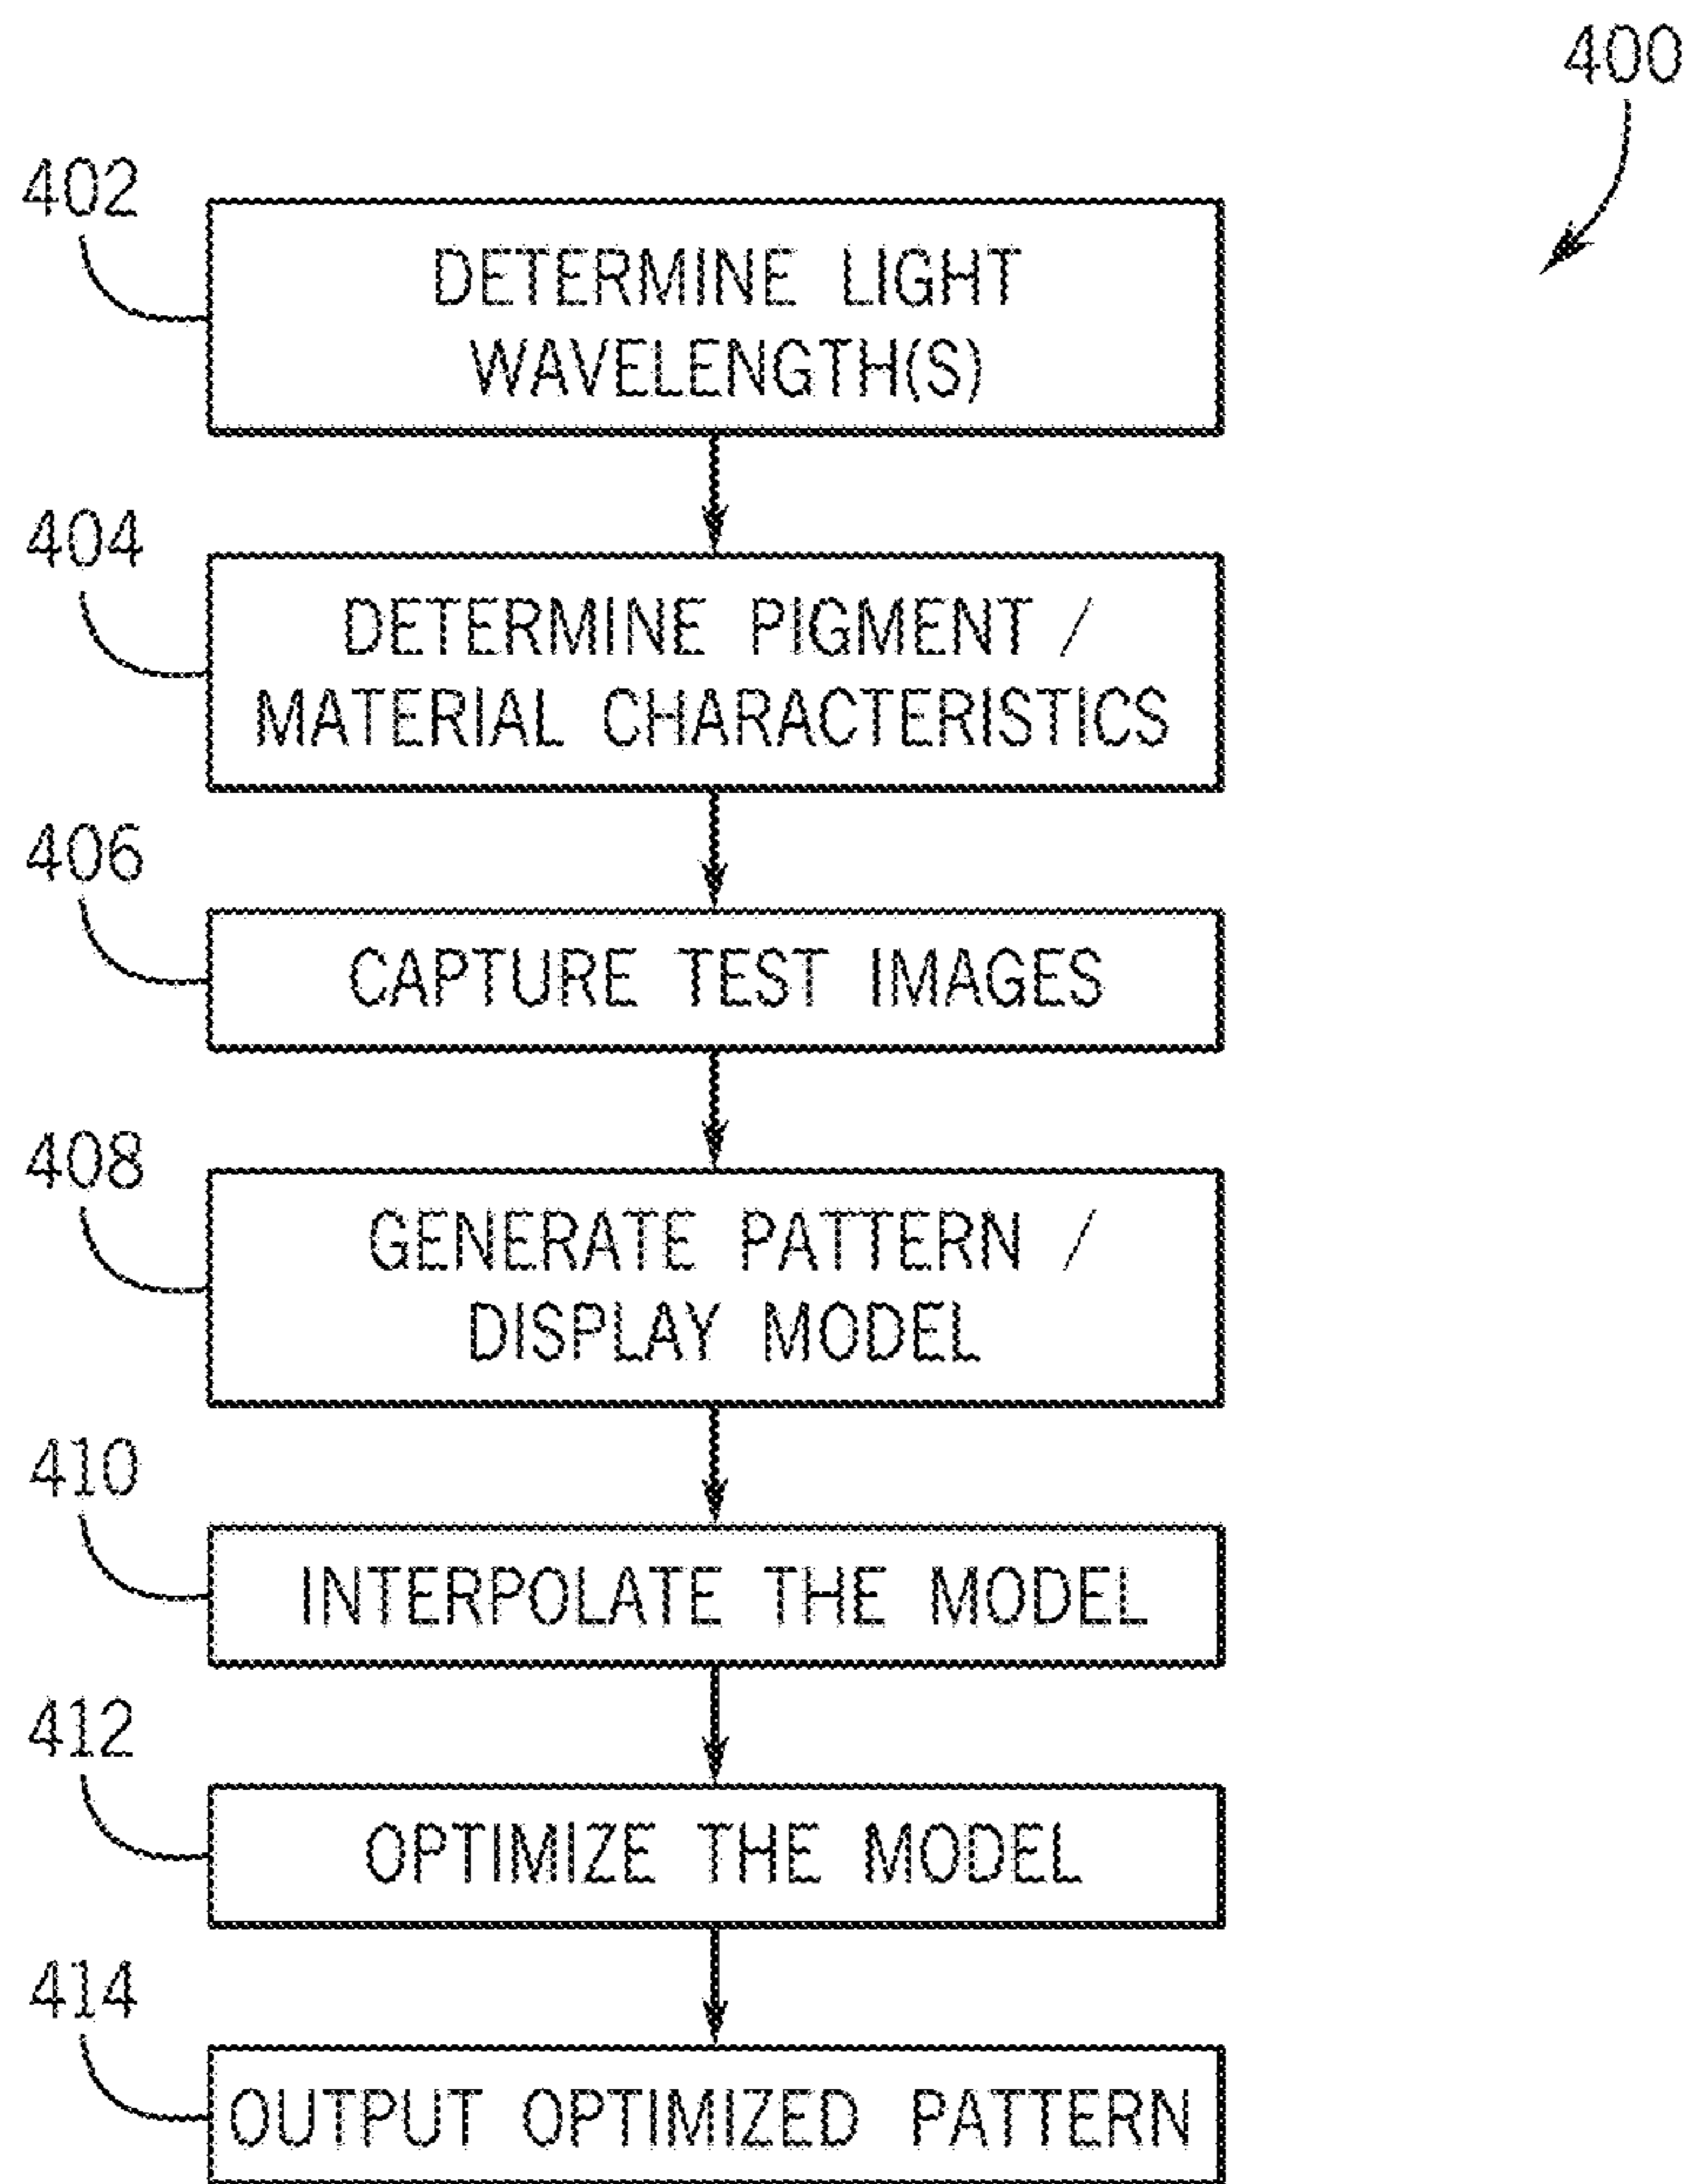 400
402
DETERMINE LIGHT
WAVELENGTH(S)
404
DETERMINE PIGMENT /
MATERIAL CHARACTERISTICS
406
CAPTURE TEST IMAGES
408
GENERATE PATTERN /
DISPLAY MODEL
410
INTERPOLATE THE MODEL
412
OPTIMIZE THE MODEL
414
OUTPUT OPTIMIZED PATTERN